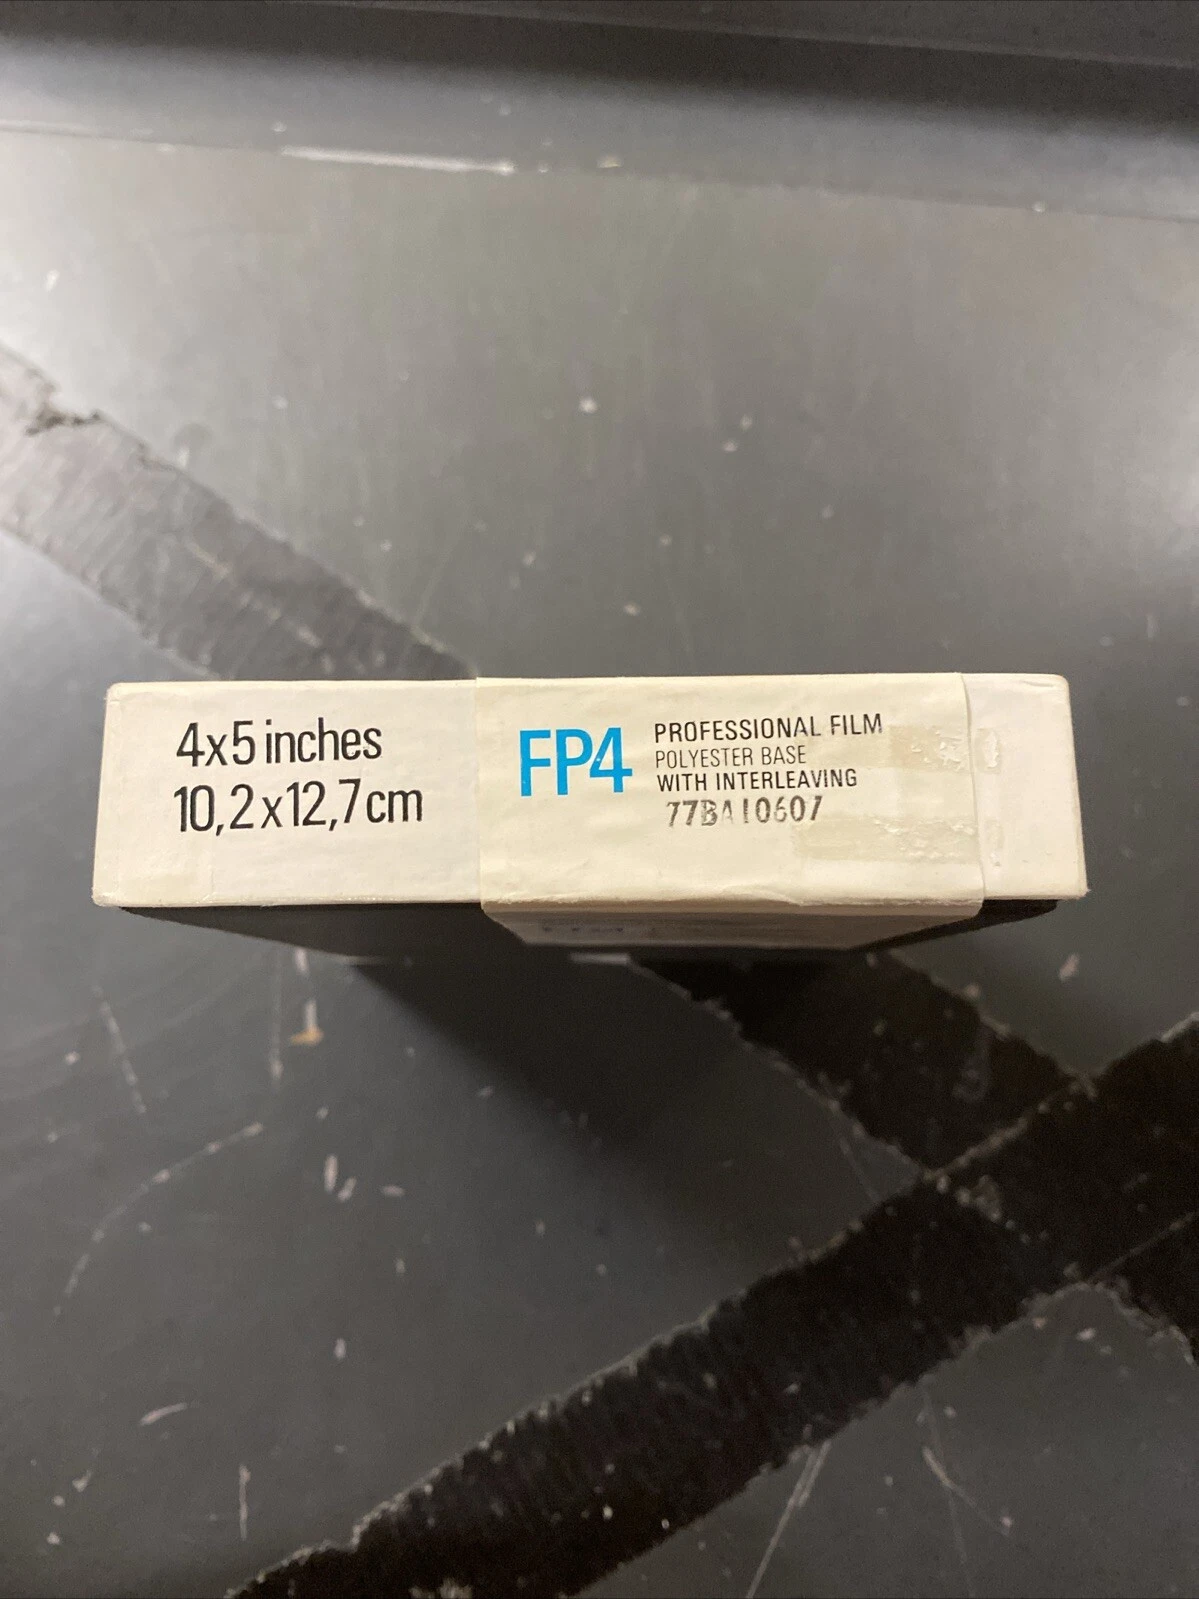 4x5 inches
10,2x12,7cm
FP4
PROFESSIONAL FILM
POLYESTER BASE
WITH INTERLEAVING
77BA10607